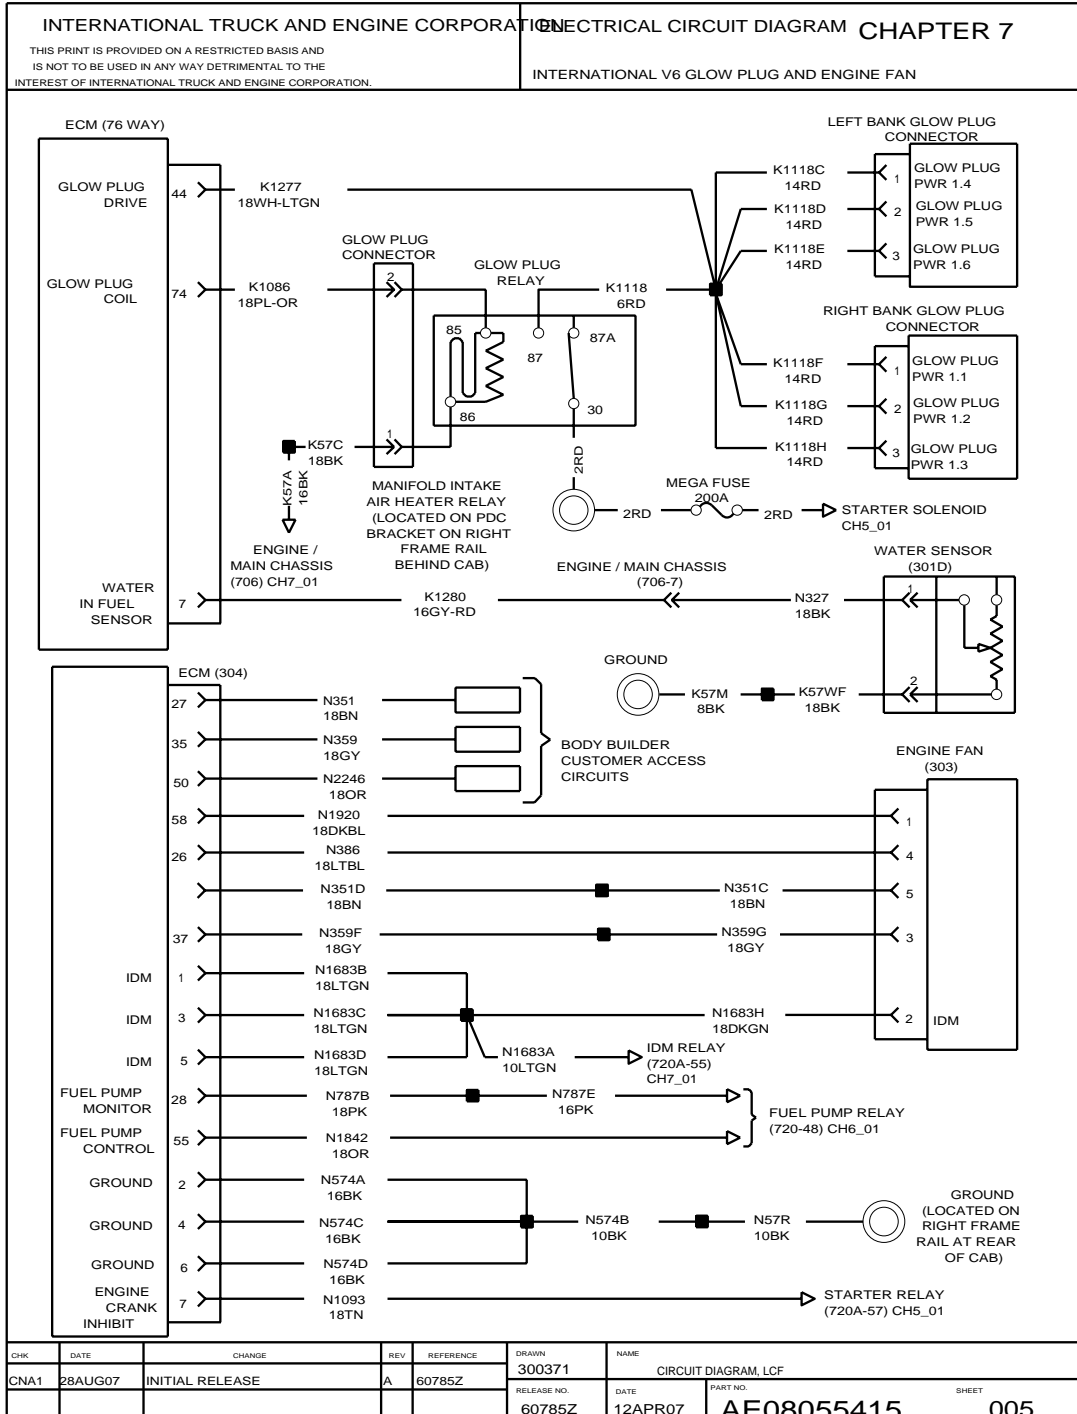 INTERNATIONAL TRUCK AND ENGINE CORPORATION
THIS PRINT IS PROVIDED ON A RESTRICTED BASIS AND
IS NOT TO BE USED IN ANY WAY DETRIMENTAL TO THE
INTEREST OF INTERNATIONAL TRUCK AND ENGINE CORPORATION.
ELECTRICAL CIRCUIT DIAGRAM CHAPTER 7
INTERNATIONAL V6 GLOW PLUG AND ENGINE FAN
ECM (76 WAY)
GLOW PLUG
DRIVE
44
K1277
18WH-LTGN
GLOW PLUG
COIL
74
K1086
18PL-OR
GLOW PLUG
CONNECTOR
2
1
GLOW PLUG
RELAY
85
86
87
87A
30
K1118
6RD
K57C
18BK
K57A
16BK
ENGINE /
MAIN CHASSIS
(706) CH7_01
MANIFOLD INTAKE
AIR HEATER RELAY
(LOCATED ON PDC
BRACKET ON RIGHT
FRAME RAIL
BEHIND CAB)
2RD
2RD
MEGA FUSE
200A
2RD
STARTER SOLENOID
CH5_01
LEFT BANK GLOW PLUG
CONNECTOR
K1118C
14RD
1
GLOW PLUG
PWR 1.4
K1118D
14RD
2
GLOW PLUG
PWR 1.5
K1118E
14RD
3
GLOW PLUG
PWR 1.6
RIGHT BANK GLOW PLUG
CONNECTOR
K1118F
14RD
1
GLOW PLUG
PWR 1.1
K1118G
14RD
2
GLOW PLUG
PWR 1.2
K1118H
14RD
3
GLOW PLUG
PWR 1.3
WATER
IN FUEL
SENSOR
7
K1280
16GY-RD
ENGINE / MAIN CHASSIS
(706-7)
N327
18BK
WATER SENSOR
(301D)
1
2
GROUND
K57M
8BK
K57WF
18BK
ECM (304)
27
N351
18BN
35
N359
18GY
50
N2246
18OR
BODY BUILDER
CUSTOMER ACCESS
CIRCUITS
ENGINE FAN
(303)
58
N1920
18DKBL
1
26
N386
18LTBL
4
N351D
18BN
N351C
18BN
5
37
N359F
18GY
N359G
18GY
3
IDM
1
N1683B
18LTGN
IDM
3
N1683C
18LTGN
N1683H
18DKGN
2
IDM
IDM
5
N1683D
18LTGN
N1683A
10LTGN
IDM RELAY
(720A-55)
CH7_01
FUEL PUMP
MONITOR
28
N787B
18PK
N787E
16PK
FUEL PUMP
CONTROL
55
N1842
18OR
FUEL PUMP RELAY
(720-48) CH6_01
GROUND
2
N574A
16BK
GROUND
4
N574C
16BK
N574B
10BK
N57R
10BK
GROUND
(LOCATED ON
RIGHT FRAME
RAIL AT REAR
OF CAB)
GROUND
6
N574D
16BK
ENGINE
CRANK
INHIBIT
7
N1093
18TN
STARTER RELAY
(720A-57) CH5_01
CHK DATE CHANGE REV REFERENCE
CNA1 28AUG07 INITIAL RELEASE A 60785Z
DRAWN
300371
NAME
CIRCUIT DIAGRAM, LCF
RELEASE NO.
60785Z
DATE
12APR07
PART NO.
AE08055415
SHEET
005